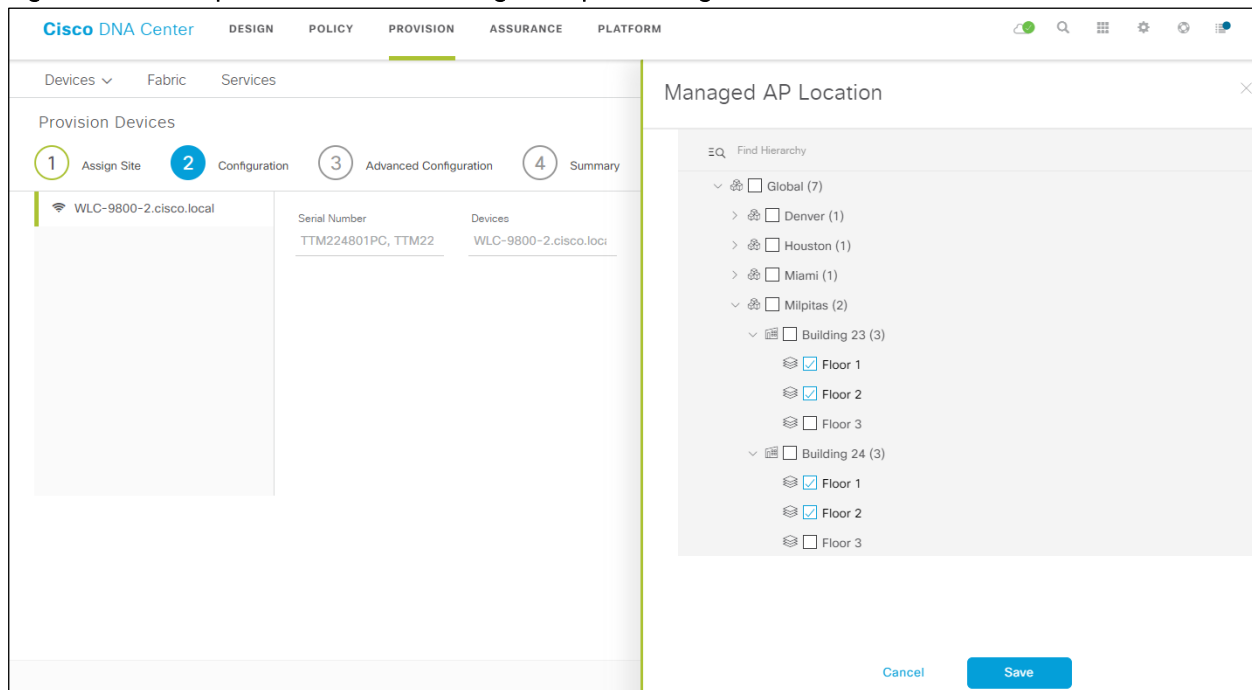 Cisco DNA Center DESIGN POLICY PROVISION ASSURANCE PLATFORM
Devices Fabric Services
Provision Devices
1 Assign Site 2 Configuration 3 Advanced Configuration 4 Summary
WLC-9800-2.cisco.local
Serial Number Devices
TTM224801PC, TTM22 WLC-9800-2.cisco.loc
Managed AP Location
Find Hierarchy
Global (7)
Denver (1)
Houston (1)
Miami (1)
Milpitas (2)
Building 23 (3)
Floor 1
Floor 2
Floor 3
Building 24 (3)
Floor 1
Floor 2
Floor 3
Cancel Save